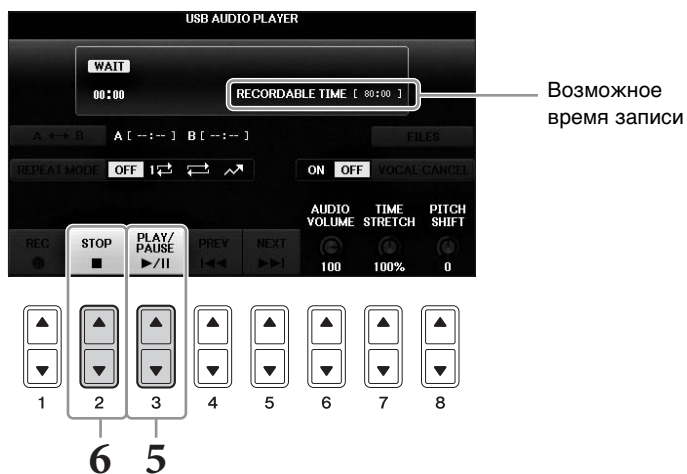 USB AUDIO PLAYER
WAIT
00:00
RECORDABLE TIME [ 80:00 ]
Возможное
время записи
A ↔ B
A [ --:-- ] B [ --:-- ]
FILES
REPEAT MODE OFF 1
ON OFF VOCAL CANCEL
AUDIO VOLUME
TIME STRETCH
PITCH SHIFT
REC
STOP
PLAY/PAUSE
PREV
NEXT
100 100% 0
1 2 3 4 5 6 7 8
6 5